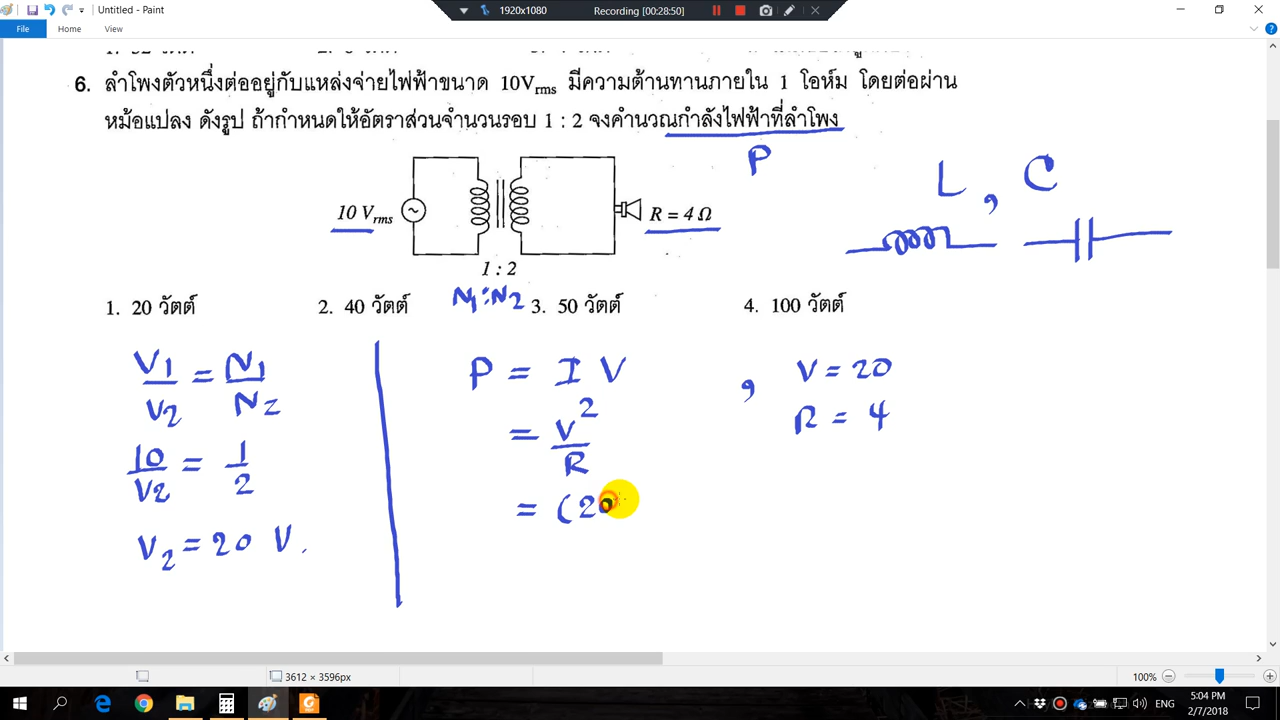 Untitled - Paint
1920x1080
Recording [00:28:50]
File Home View
6. ลำโพงตัวหนึ่งต่ออยู่กับแหล่งจ่ายไฟฟ้าขนาด 10Vrms มีความต้านทานภายใน 1 โอห์ม โดยต่อผ่าน
หม้อแปลง ดังรูป ถ้ากำหนดให้อัตราส่วนจำนวนรอบ 1 : 2 จงคำนวณกำลังไฟฟ้าที่ลำโพง
P
L , C
10 Vrms
R = 4 Ω
1 : 2
N1 : N2
1. 20 วัตต์ 2. 40 วัตต์ 3. 50 วัตต์ 4. 100 วัตต์
V1/V2 = N1/N2
10/V2 = 1/2
V2 = 20 V.
P = I V , V = 20
R = 4
= V²/R
= (20
3612 × 3596px
100%
ENG
5:04 PM
2/7/2018